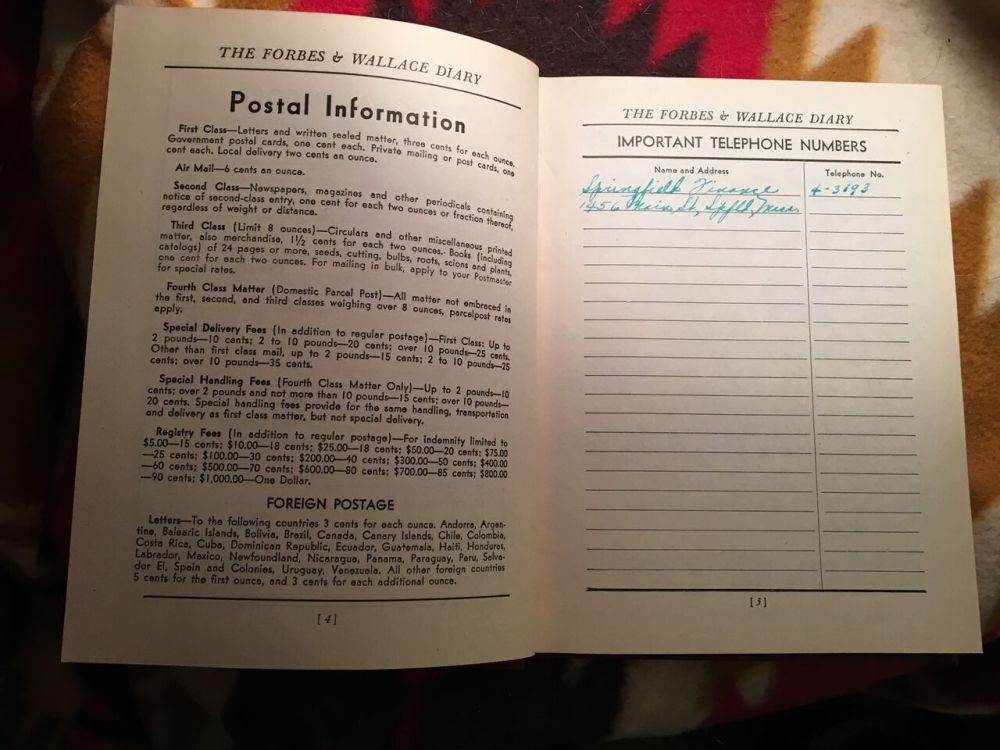 THE FORBES & WALLACE DIARY
Postal Information
First Class—Letters and written sealed matter, three cents for each ounce.
Government postal cards, one cent each. Private mailing or post cards, one
cent each. Local delivery two cents an ounce.
Air Mail—6 cents an ounce.
Second Class—Newspapers, magazines and other periodicals containing
notice of second-class entry, one cent for each two ounces or fraction thereof,
regardless of weight or distance.
Third Class (Limit 8 ounces)—Circulars and other miscellaneous printed
matter, also merchandise, 1½ cents for each two ounces. Books (including
catalogs) of 24 pages or more, seeds, cutting, bulbs, roots, scions and plants,
one cent for each two ounces. For mailing in bulk, apply to your Postmaster
for special rates.
Fourth Class Matter (Domestic Parcel Post)—All matter not embraced in
the first, second, and third classes weighing over 8 ounces, parcelpost rates
apply.
Special Delivery Fees (In addition to regular postage)—First Class: Up to
2 pounds—10 cents; 2 to 10 pounds—20 cents; over 10 pounds—25 cents.
Other than first class mail, up to 2 pounds—15 cents; 2 to 10 pounds—25
cents; over 10 pounds—35 cents.
Special Handling Fees (Fourth Class Matter Only)—Up to 2 pounds—10
cents; over 2 pounds and not more than 10 pounds—15 cents; over 10 pounds—
20 cents. Special handling fees provide for the same handling, transportation
and delivery as first class matter, but not special delivery.
Registry Fees (In addition to regular postage)—For indemnity limited to
$5.00—15 cents; $10.00—18 cents; $25.00—18 cents; $50.00—20 cents; $75.00
—25 cents; $100.00—30 cents; $200.00—40 cents; $300.00—50 cents; $400.00
—60 cents; $500.00—70 cents; $600.00—80 cents; $700.00—85 cents; $800.00
—90 cents; $1,000.00—One Dollar.
FOREIGN POSTAGE
Letters—To the following countries 3 cents for each ounce. Andorra, Argen-
tine, Balearic Islands, Bolivia, Brazil, Canada, Canary Islands, Chile, Colombia,
Costa Rica, Cuba, Dominican Republic, Ecuador, Guatemala, Haiti, Honduras,
Labrador, Mexico, Newfoundland, Nicaragua, Panama, Paraguay, Peru, Salva-
dor El, Spain and Colonies, Uruguay, Venezuela. All other foreign countries
5 cents for the first ounce, and 3 cents for each additional ounce.
[4]
THE FORBES & WALLACE DIARY
IMPORTANT TELEPHONE NUMBERS
Name and Address Telephone No.
Springfield Finance 4-3193
1456 Main St, Spfld, Mass.
[3]